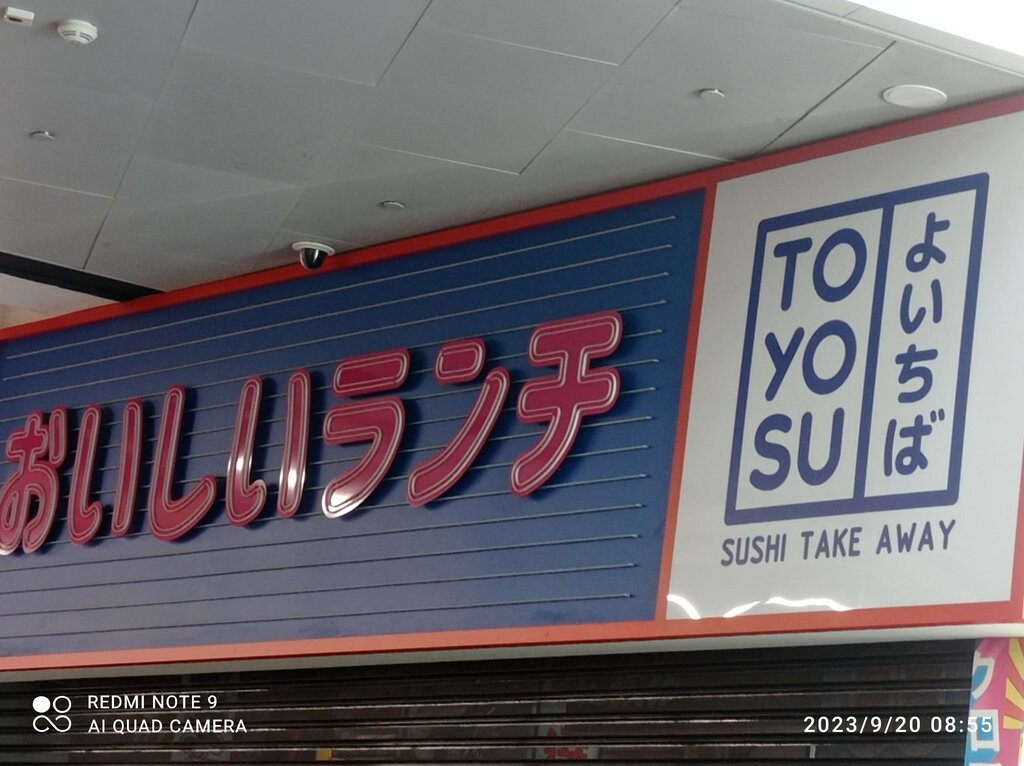 おいしいランチ
TO
YO
SU
よいちば
SUSHI TAKE AWAY
REDMI NOTE 9
AI QUAD CAMERA
2023/9/20 08:55